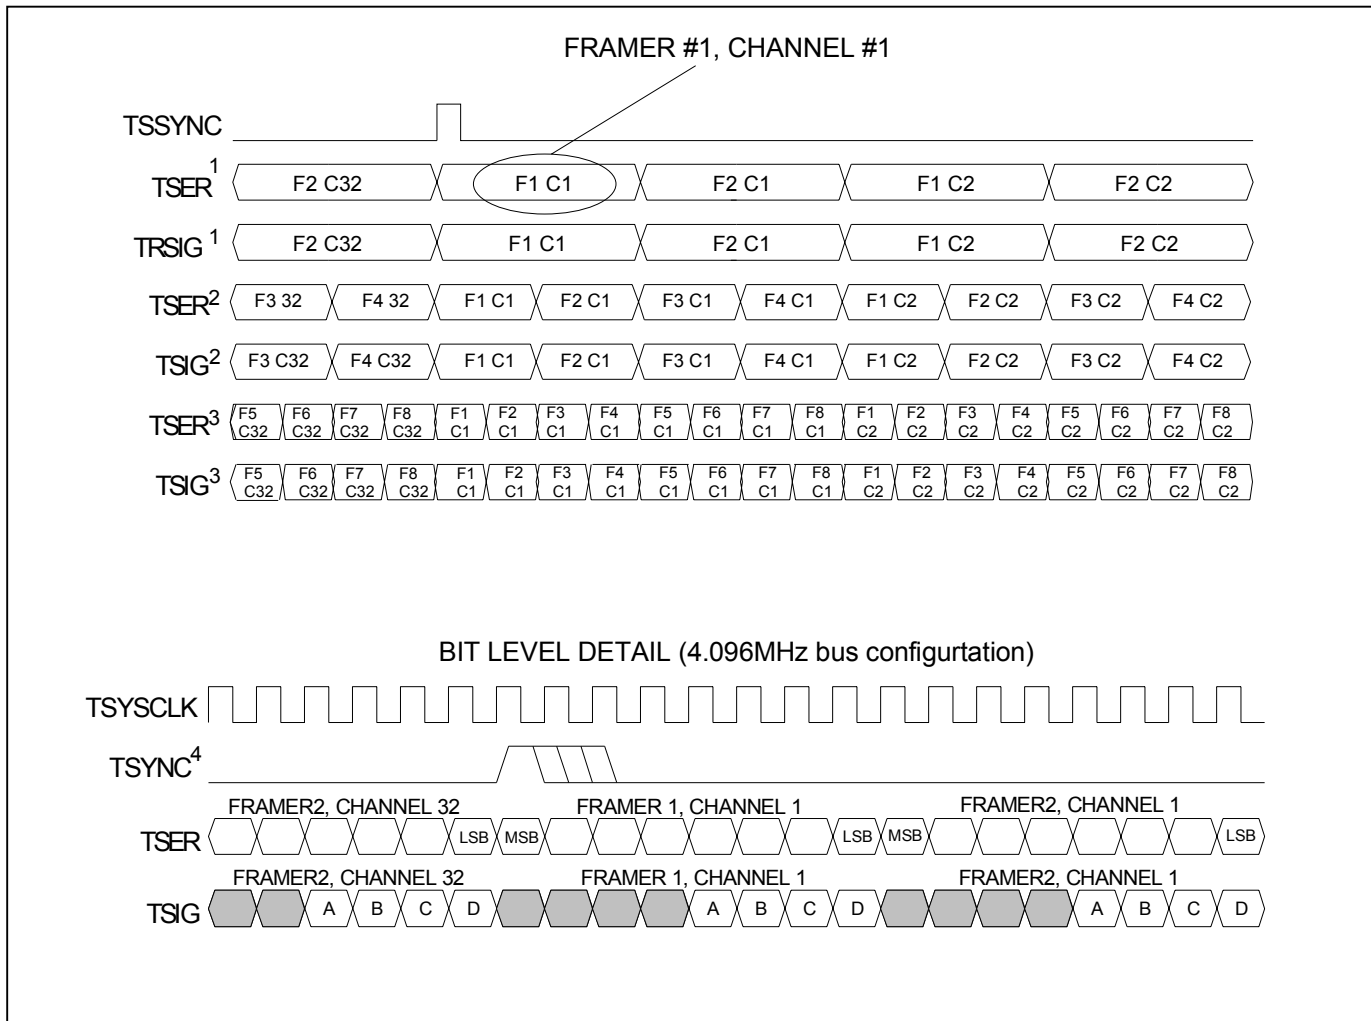 FRAMER #1, CHANNEL #1
TSSYNC
TSER 1 F2 C32 F1 C1 F2 C1 F1 C2 F2 C2
TRSIG 1 F2 C32 F1 C1 F2 C1 F1 C2 F2 C2
TSER2 F3 32 F4 32 F1 C1 F2 C1 F3 C1 F4 C1 F1 C2 F2 C2 F3 C2 F4 C2
TSIG2 F3 C32 F4 C32 F1 C1 F2 C1 F3 C1 F4 C1 F1 C2 F2 C2 F3 C2 F4 C2
TSER3 F5 C32 F6 C32 F7 C32 F8 C32 F1 C1 F2 C1 F3 C1 F4 C1 F5 C1 F6 C1 F7 C1 F8 C1 F1 C2 F2 C2 F3 C2 F4 C2 F5 C2 F6 C2 F7 C2 F8 C2
TSIG3 F5 C32 F6 C32 F7 C32 F8 C32 F1 C1 F2 C1 F3 C1 F4 C1 F5 C1 F6 C1 F7 C1 F8 C1 F1 C2 F2 C2 F3 C2 F4 C2 F5 C2 F6 C2 F7 C2 F8 C2
BIT LEVEL DETAIL (4.096MHz bus configurtation)
TSYSCLK
TSYNC4
FRAMER2, CHANNEL 32 FRAMER 1, CHANNEL 1 FRAMER2, CHANNEL 1
TSER LSB MSB LSB MSB LSB
FRAMER2, CHANNEL 32 FRAMER 1, CHANNEL 1 FRAMER2, CHANNEL 1
TSIG A B C D A B C D A B C D